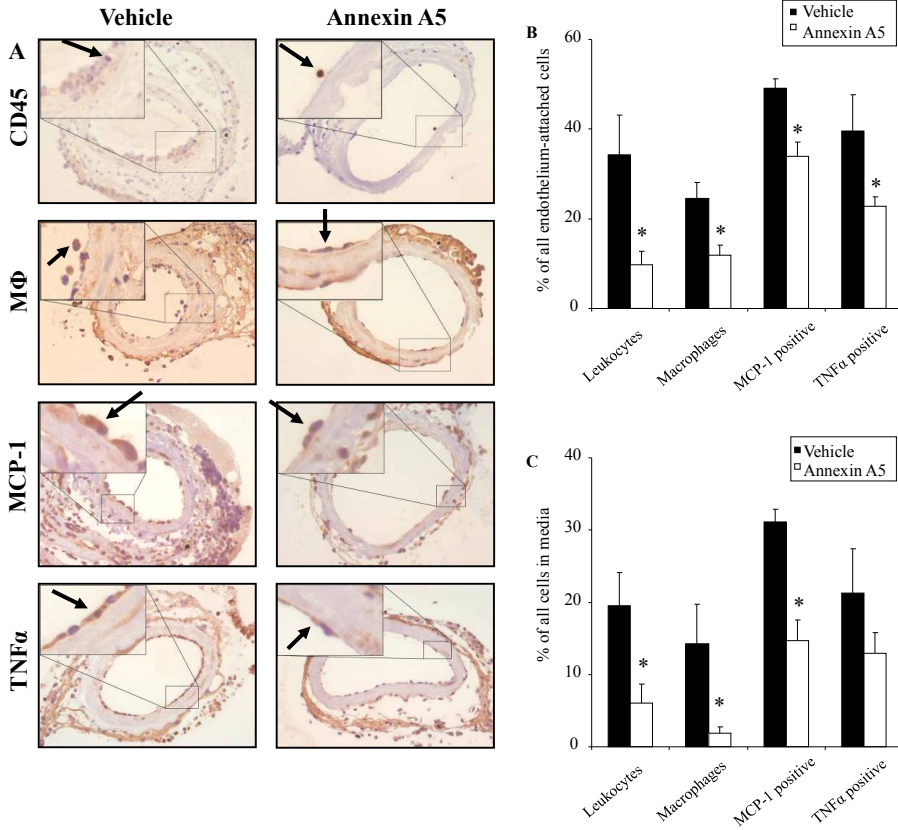 Vehicle
Annexin A5
A
CD45
MΦ
MCP-1
TNFα
B
Vehicle
Annexin A5
% of all endothelium-attached cells
60
40
20
0
*
*
*
*
Leukocytes
Macrophages
MCP-1 positive
TNFα positive
C
Vehicle
Annexin A5
% of all cells in media
40
30
20
10
0
*
*
*
Leukocytes
Macrophages
MCP-1 positive
TNFα positive